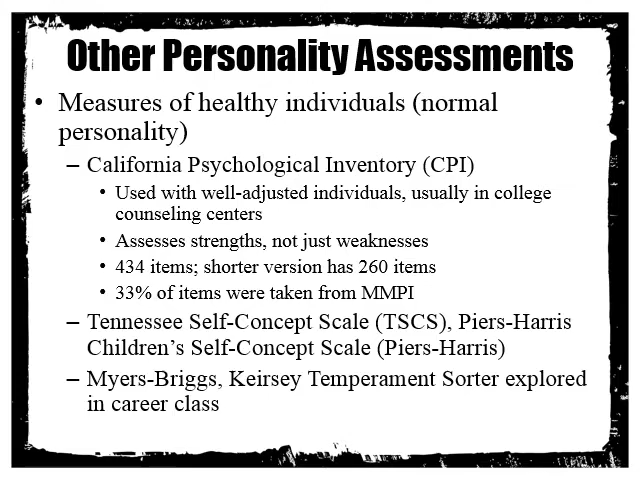 Other Personality Assessments
• Measures of healthy individuals (normal
personality)
– California Psychological Inventory (CPI)
• Used with well-adjusted individuals, usually in college
counseling centers
• Assesses strengths, not just weaknesses
• 434 items; shorter version has 260 items
• 33% of items were taken from MMPI
– Tennessee Self-Concept Scale (TSCS), Piers-Harris
Children’s Self-Concept Scale (Piers-Harris)
– Myers-Briggs, Keirsey Temperament Sorter explored
in career class